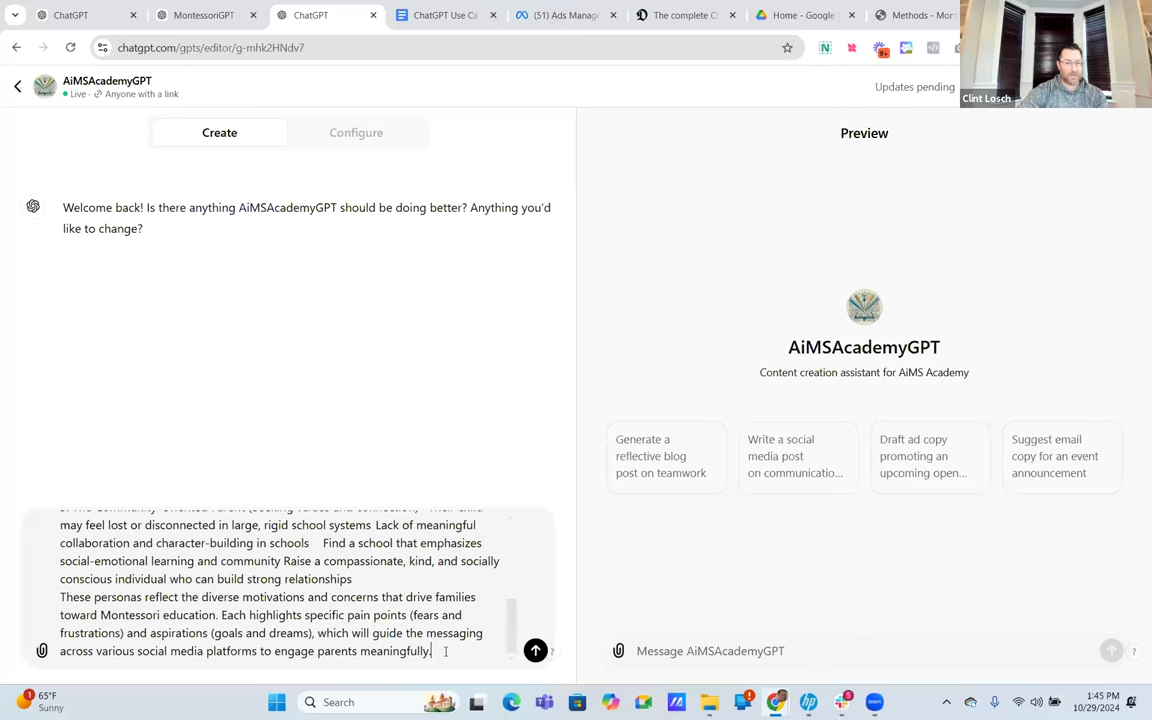 ChatGPT
MontessoriGPT
ChatGPT
ChatGPT Use Ca
(51) Ads Manage
The complete C
Home - Google
Methods - Mon
chatgpt.com/gpts/editor/g-mhk2HNdv7
N
9+
AiMSAcademyGPT
Live · Anyone with a link
Updates pending
Clint Losch
Create
Configure
Preview
Welcome back! Is there anything AiMSAcademyGPT should be doing better? Anything you'd
like to change?
AiMSAcademyGPT
Content creation assistant for AiMS Academy
Generate a
reflective blog
post on teamwork
Write a social
media post
on communicatio...
Draft ad copy
promoting an
upcoming open...
Suggest email
copy for an event
announcement
may feel lost or disconnected in large, rigid school systems Lack of meaningful
collaboration and character-building in schools Find a school that emphasizes
social-emotional learning and community Raise a compassionate, kind, and socially
conscious individual who can build strong relationships
These personas reflect the diverse motivations and concerns that drive families
toward Montessori education. Each highlights specific pain points (fears and
frustrations) and aspirations (goals and dreams), which will guide the messaging
across various social media platforms to engage parents meaningfully.
?
Message AiMSAcademyGPT
?
1
65°F
Sunny
Search
zoom
1:45 PM
10/29/2024